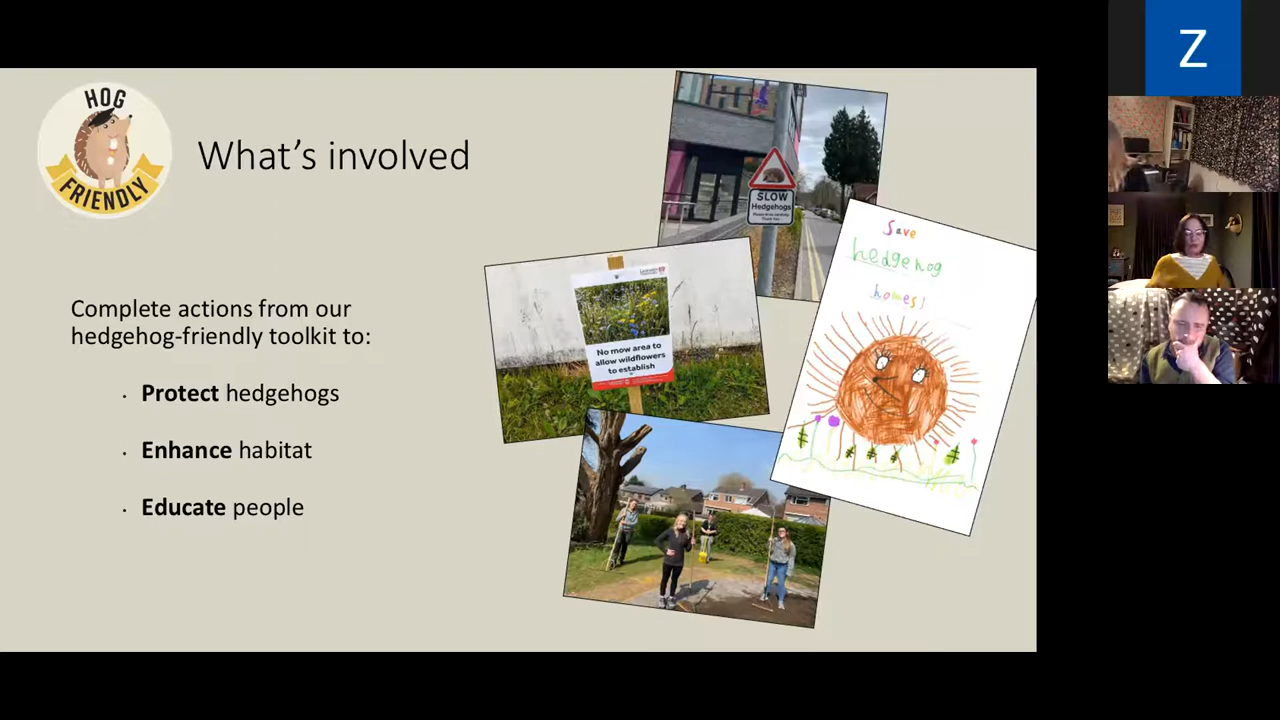 HOG
FRIENDLY
What's involved
Complete actions from our
hedgehog-friendly toolkit to:
Protect hedgehogs
Enhance habitat
Educate people
SLOW
Hedgehogs
No mow area to
allow wildflowers
to establish
Save
hedgehog
homes!
Z